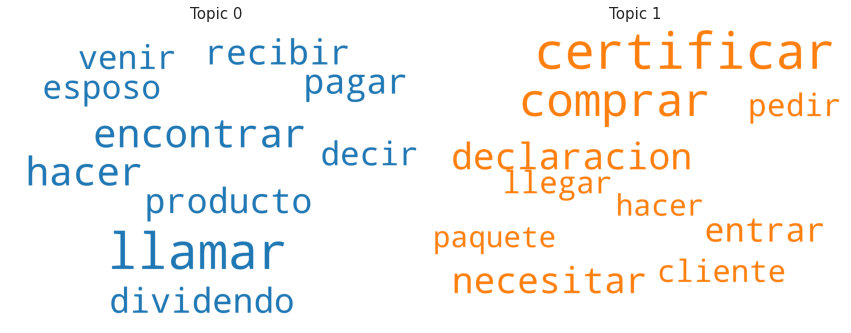 Topic 0
venir recibir
esposo pagar
encontrar
hacer decir
producto
llamar
dividendo
Topic 1
certificar
comprar pedir
declaracion
llegar
hacer
paquete entrar
necesitar cliente